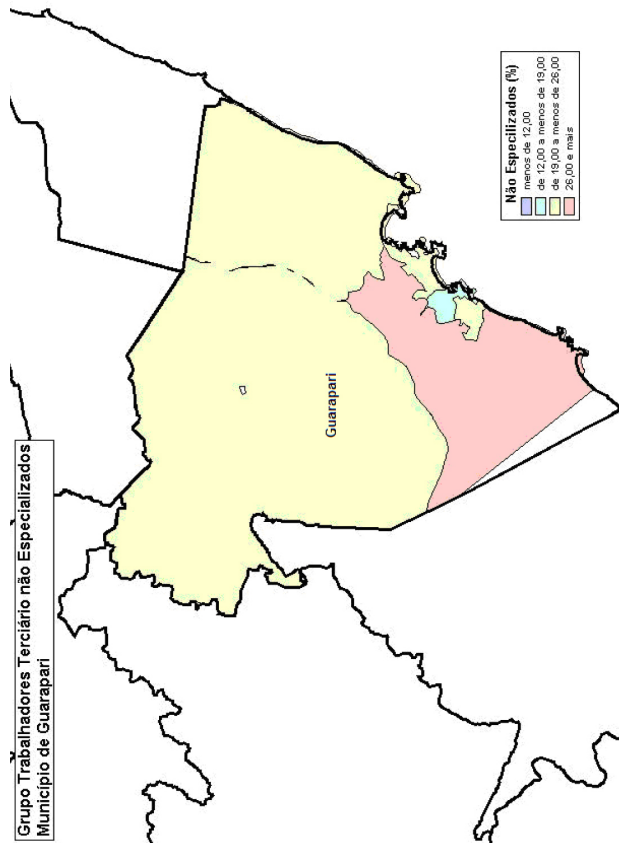 Grupo Trabalhadores Terciário não Especializados
Município de Guarapari
Guarapari
Não Especilizados (%)
menos de 12,00
de 12,00 a menos de 19,00
de 19,00 a menos de 26,00
26,00 e mais